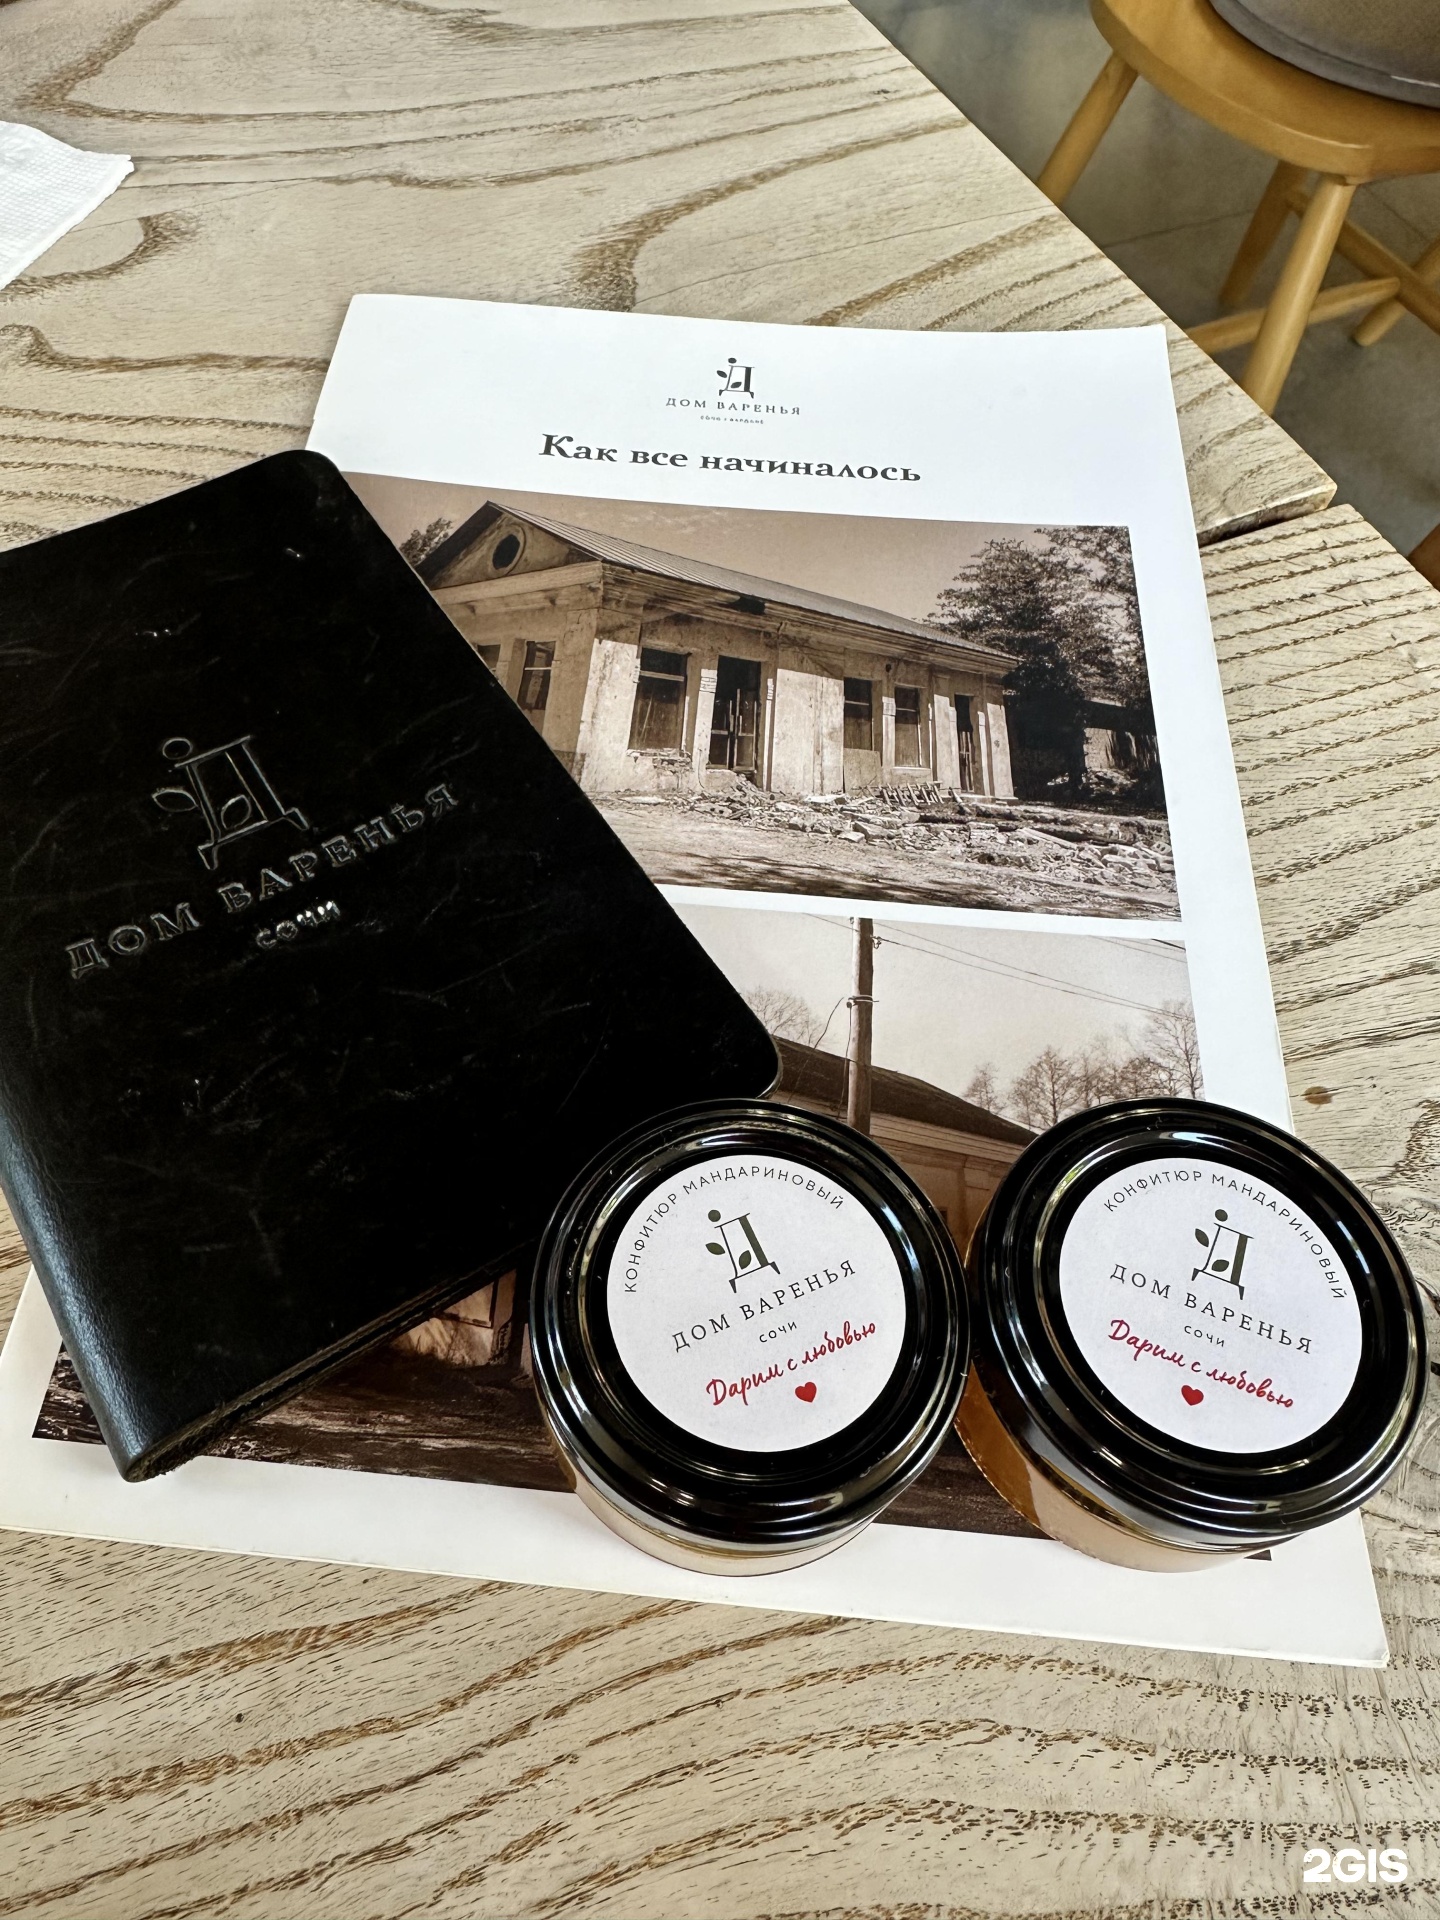 ДОМ ВАРЕНЬЯ
Как все начиналось
ДОМ ВАРЕНЬЯ
СОЧИ
КОНФИТЮР МАНДАРИНОВЫЙ
ДОМ ВАРЕНЬЯ
СОЧИ
Дарим с любовью
КОНФИТЮР МАНДАРИНОВЫЙ
ДОМ ВАРЕНЬЯ
СОЧИ
Дарим с любовью
2GIS